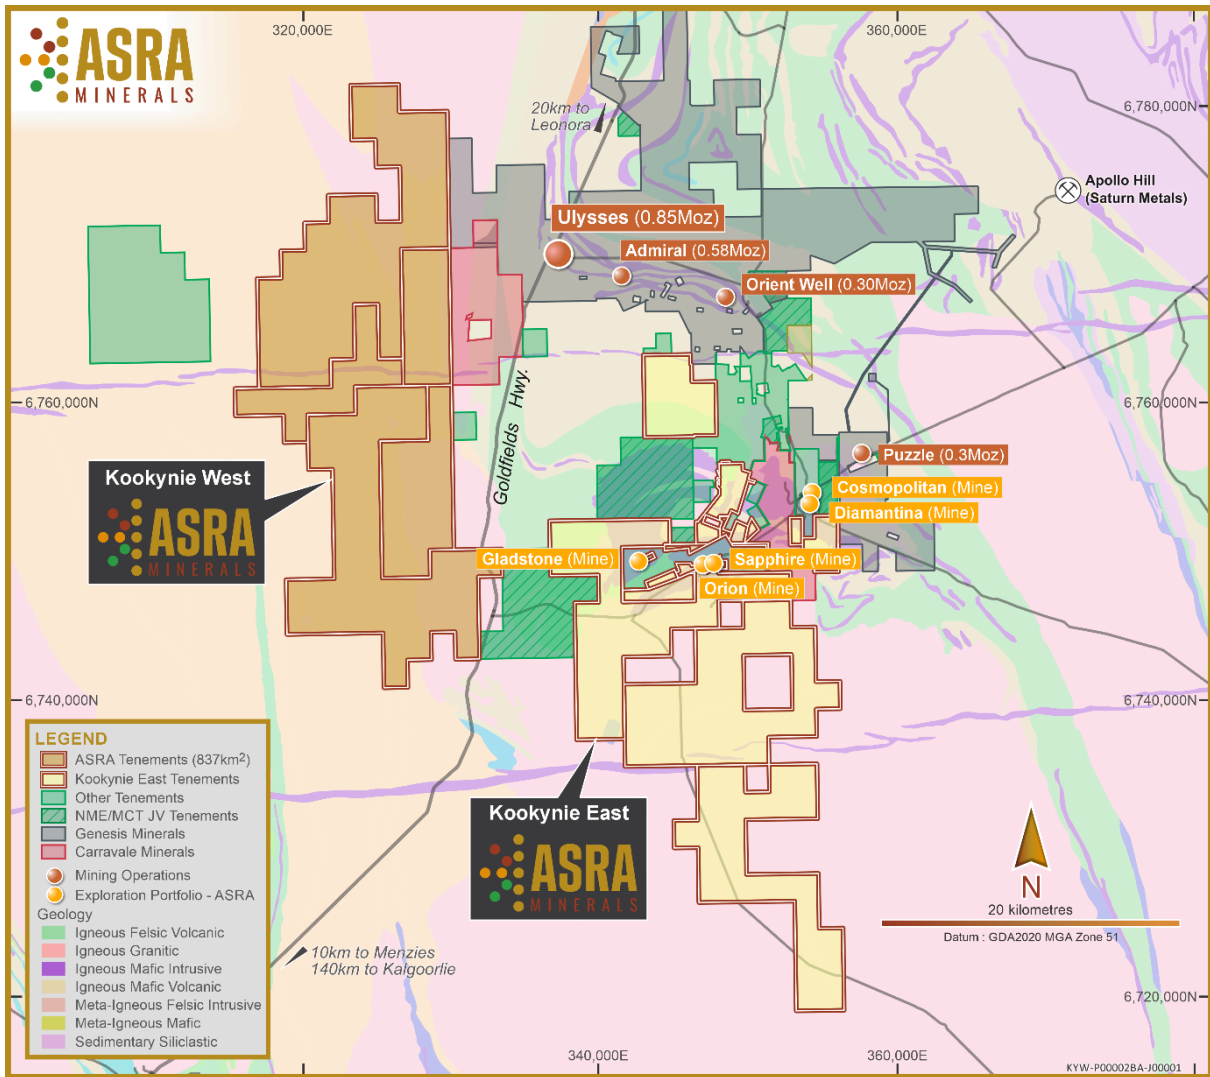 320,000E
360,000E
ASRA
MINERALS
6,780,000N
20km to
Leonora
Apollo Hill
(Saturn Metals)
Ulysses (0.85Moz)
Admiral (0.58Moz)
Orient Well (0.30Moz)
Goldfields Hwy.
6,760,000N
6,760,000N
Puzzle (0.3Moz)
Kookynie West
ASRA
MINERALS
Cosmopolitan (Mine)
Diamantina (Mine)
Gladstone (Mine)
Sapphire (Mine)
Orion (Mine)
6,740,000N
6,740,000N
LEGEND
ASRA Tenements (837km²)
Kookynie East Tenements
Other Tenements
NME/MCT JV Tenements
Genesis Minerals
Carravale Minerals
Mining Operations
Exploration Portfolio - ASRA
Geology
Igneous Felsic Volcanic
Igneous Granitic
Igneous Mafic Intrusive
Igneous Mafic Volcanic
Meta-Igneous Felsic Intrusive
Meta-Igneous Mafic
Sedimentary Siliclastic
Kookynie East
ASRA
MINERALS
N
20 kilometres
Datum : GDA2020 MGA Zone 51
10km to Menzies
140km to Kalgoorlie
6,720,000N
340,000E
360,000E
KYW-P00002BA-J00001